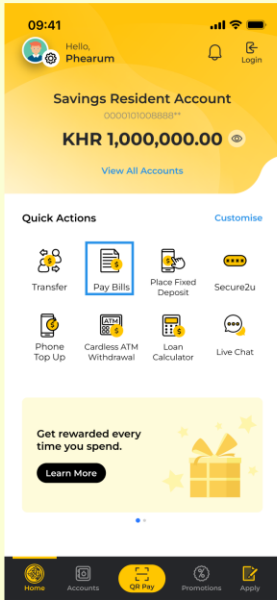 09:41
Hello,
Phearum
Login
Savings Resident Account
0000101008888**
KHR 1,000,000.00
View All Accounts
Quick Actions
Customise
Transfer
Pay Bills
Place Fixed
Deposit
Secure2u
Phone
Top Up
ATM
Cardless ATM
Withdrawal
Loan
Calculator
Live Chat
Get rewarded every
time you spend.
Learn More
Home
Accounts
QR Pay
Promotions
Apply